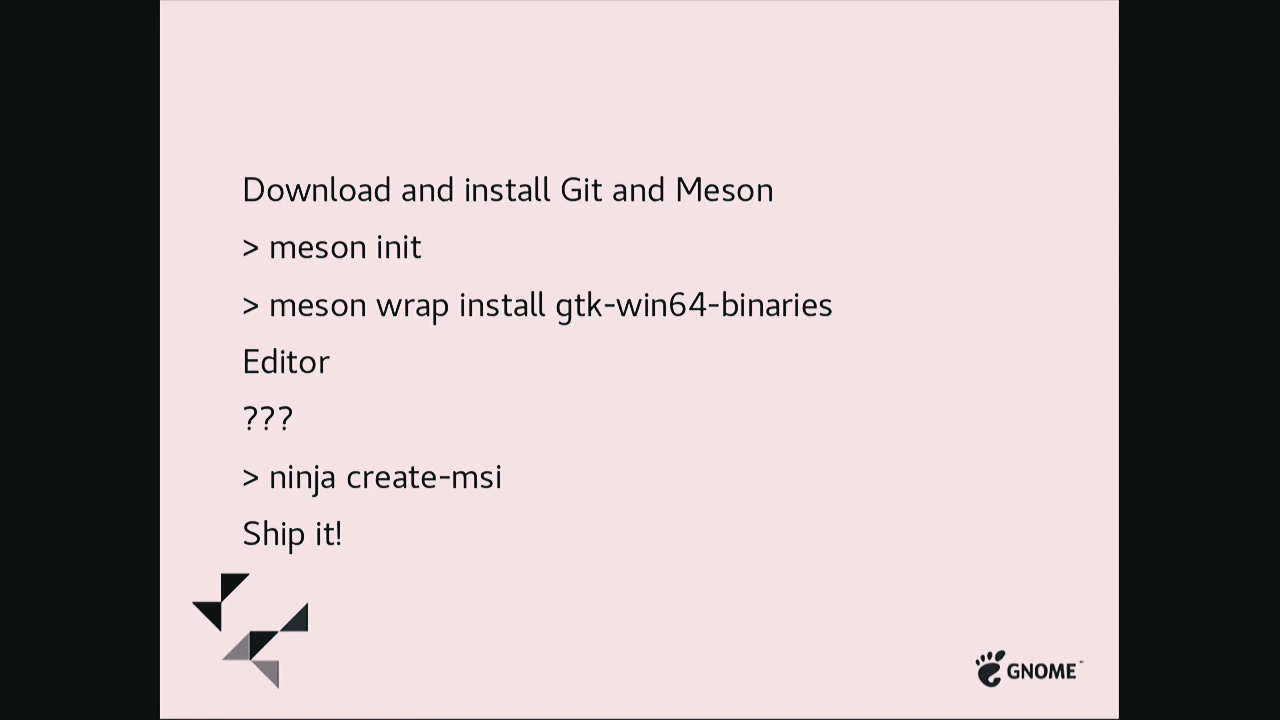 Download and install Git and Meson
> meson init
> meson wrap install gtk-win64-binaries
Editor
???
> ninja create-msi
Ship it!
GNOME™